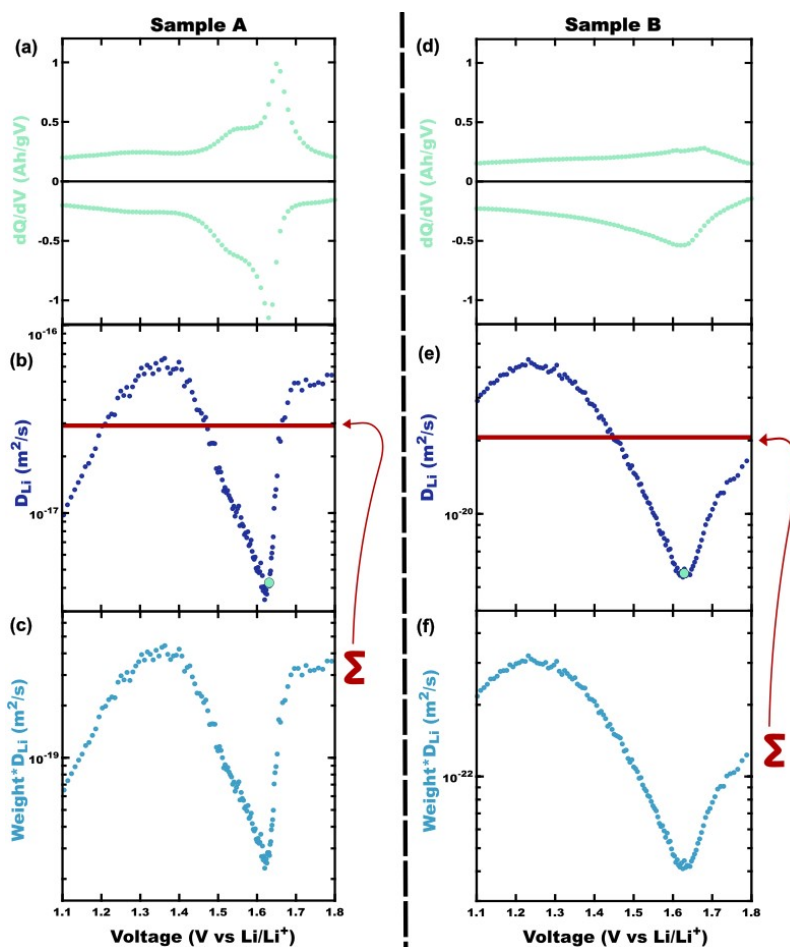 Sample A
Sample B
(a)
1
0.5
0
-0.5
-1
dQ/dV (Ah/gV)
(d)
1
0.5
0
-0.5
-1
dQ/dV (Ah/gV)
(b)
10⁻¹⁶
10⁻¹⁷
D_Li (m²/s)
(e)
10⁻²⁰
D_Li (m²/s)
(c)
10⁻¹⁹
Weight*D_Li (m²/s)
Σ
(f)
10⁻²²
Weight*D_Li (m²/s)
Σ
1.1 1.2 1.3 1.4 1.5 1.6 1.7 1.8
Voltage (V vs Li/Li⁺)
1.1 1.2 1.3 1.4 1.5 1.6 1.7 1.8
Voltage (V vs Li/Li⁺)